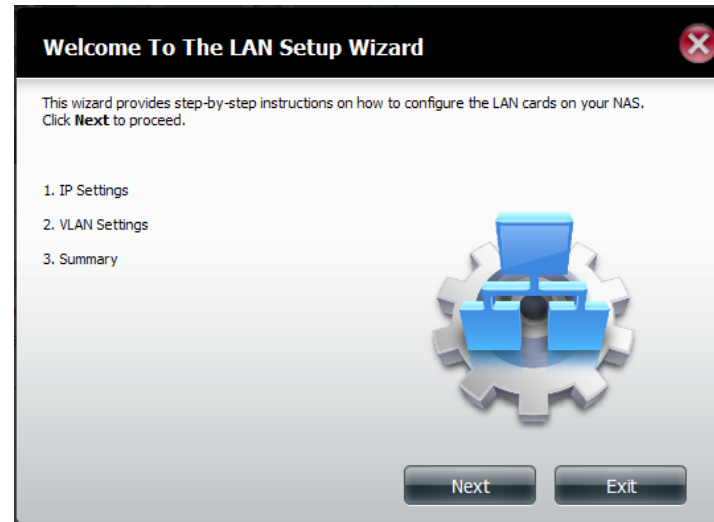 Welcome To The LAN Setup Wizard
This wizard provides step-by-step instructions on how to configure the LAN cards on your NAS.
Click Next to proceed.
1. IP Settings
2. VLAN Settings
3. Summary
Next
Exit